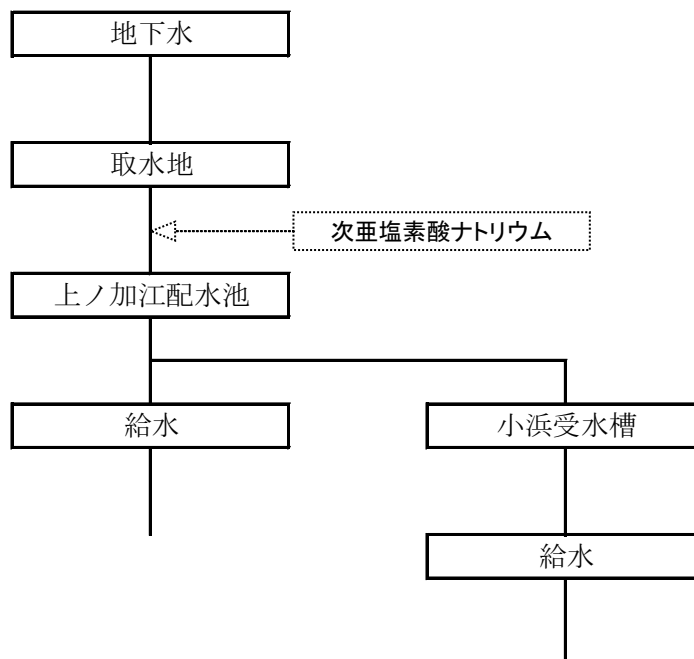 地下水
取水地
次亜塩素酸ナトリウム
上ノ加江配水池
給水
小浜受水槽
給水